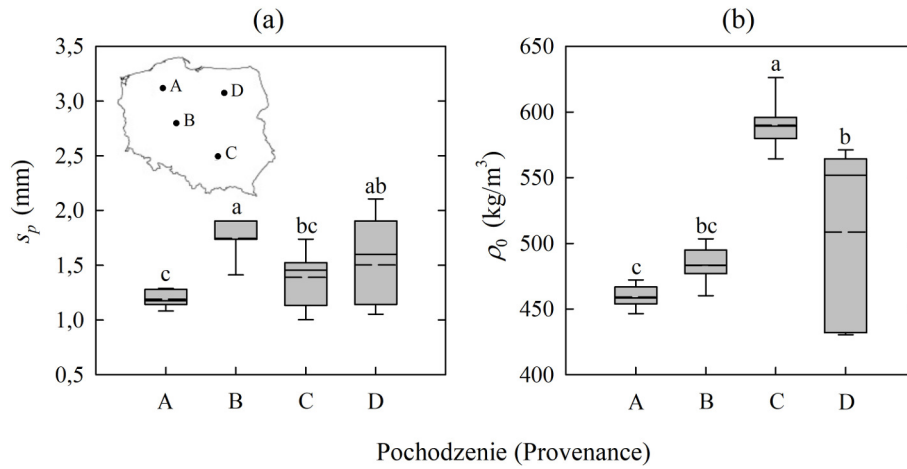 (a)
(b)
3,5
3,0
2,5
2,0
1,5
1,0
0,5
s_p (mm)
A
D
B
C
c
a
bc
ab
A B C D
650
600
550
500
450
400
ρ₀ (kg/m³)
c
bc
a
b
A B C D
Pochodzenie (Provenance)